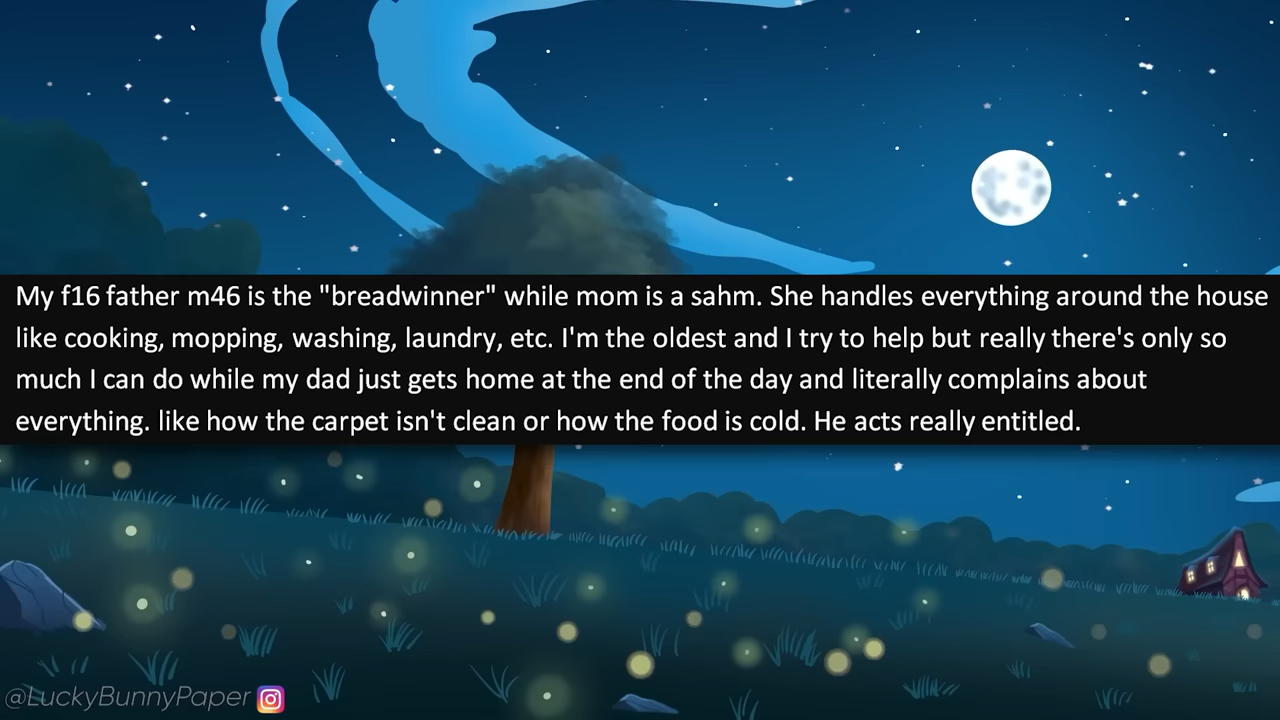 My f16 father m46 is the "breadwinner" while mom is a sahm. She handles everything around the house
like cooking, mopping, washing, laundry, etc. I'm the oldest and I try to help but really there's only so
much I can do while my dad just gets home at the end of the day and literally complains about
everything. like how the carpet isn't clean or how the food is cold. He acts really entitled.
@LuckyBunnyPaper